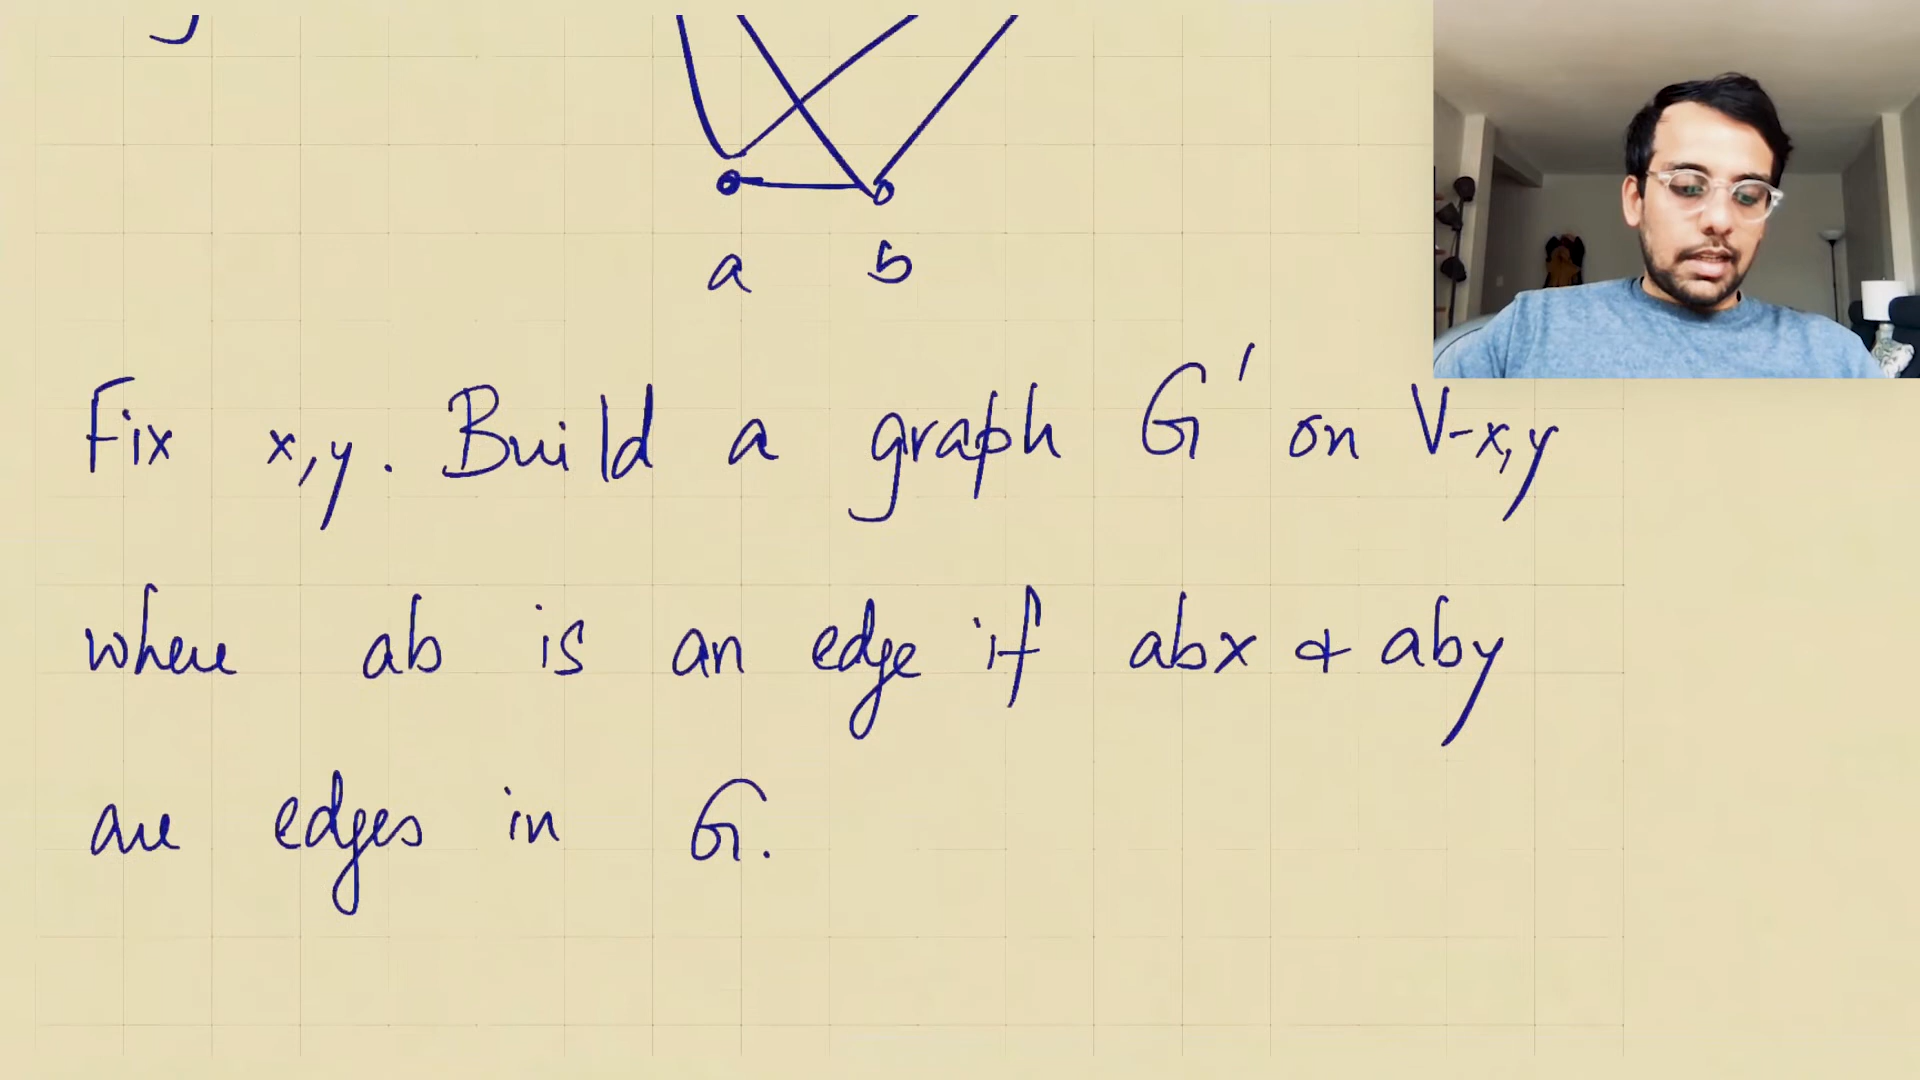 a b
Fix x,y. Build a graph G' on V-x,y
where ab is an edge if abx & aby
are edges in G.